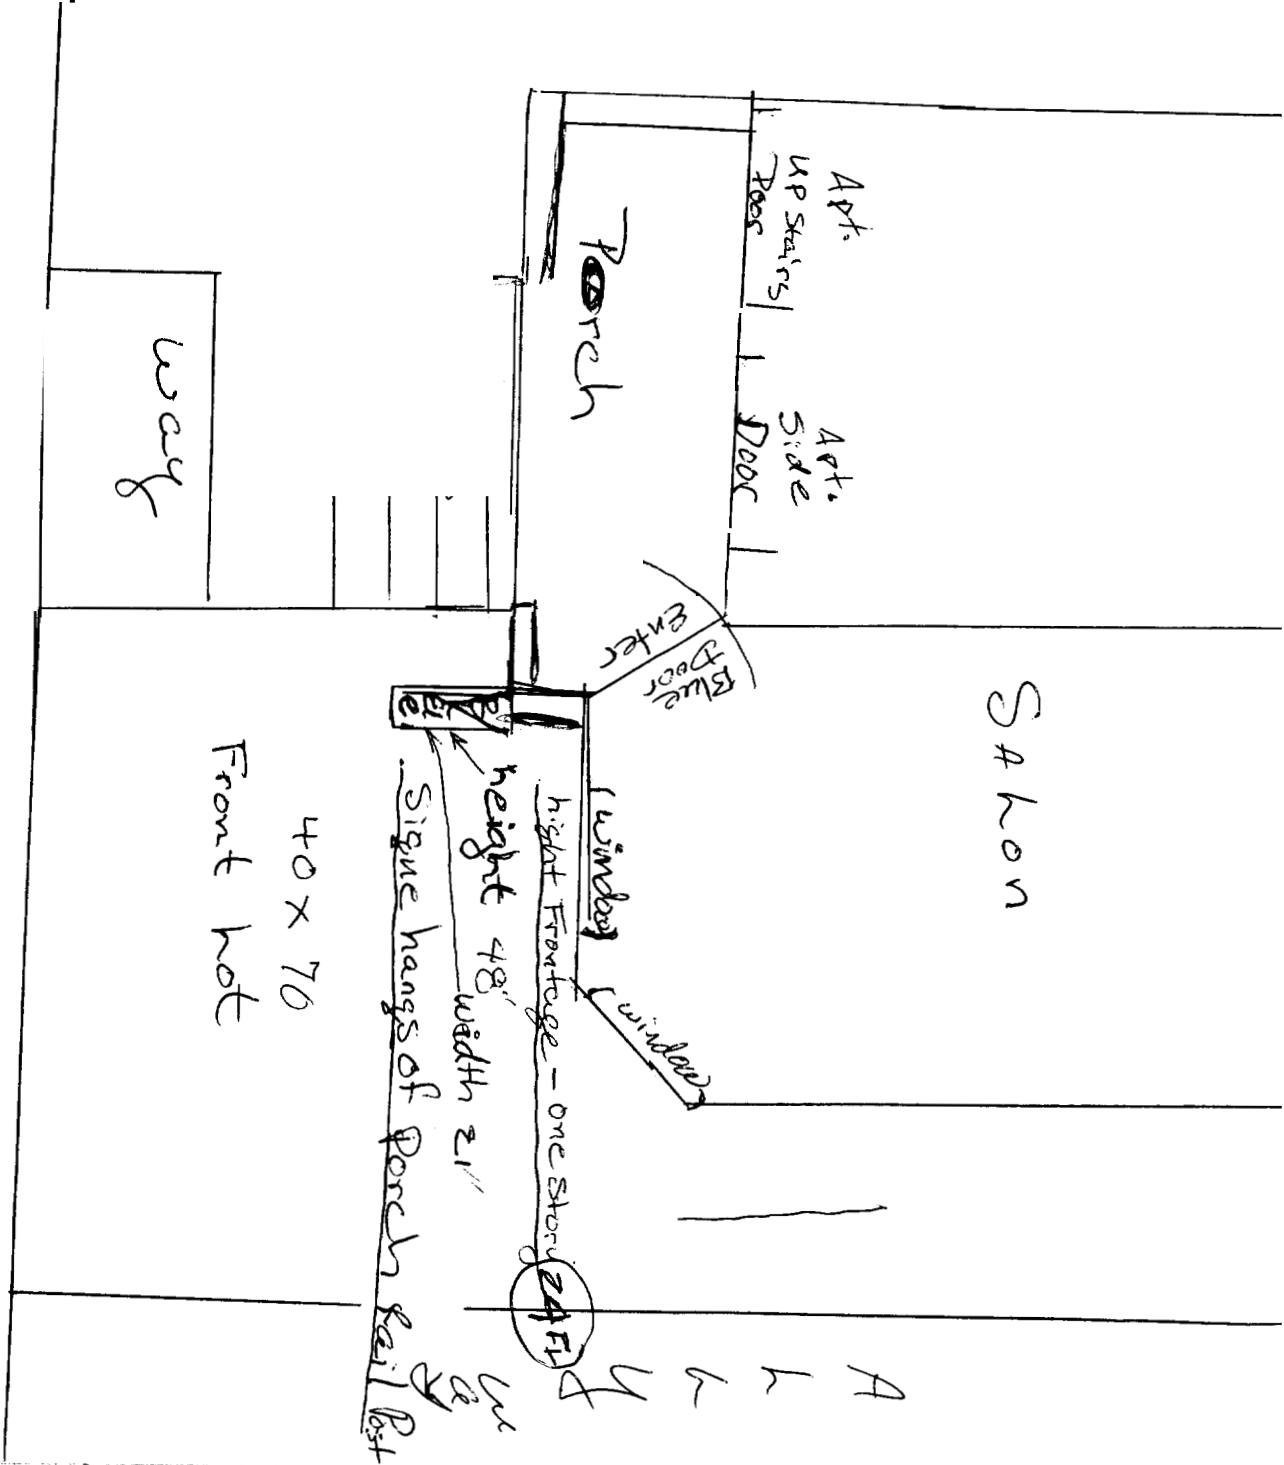 Apt.
up stairs
Door
Apt.
Side
Door
Porch
way
Enter
Blue
Door
SALon
(window)
(window)
hight Frontage - one story 24 Ft
height 48"
width 21"
Signe hangs of Porch Rail Post
40 x 70
Front Lot
A
L
L
y
way